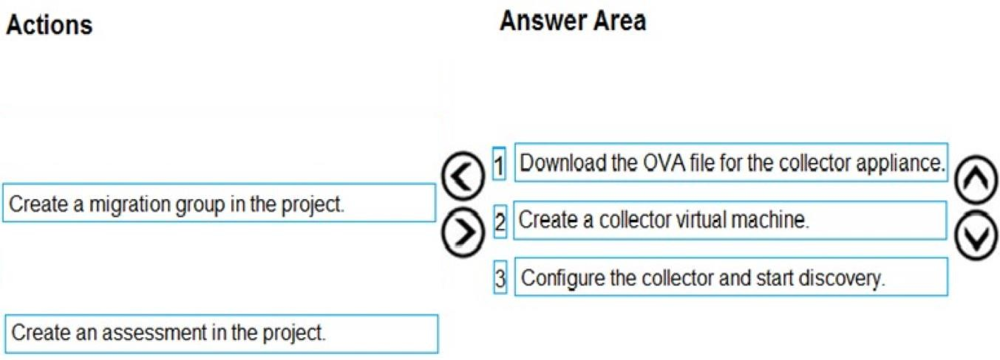 Actions
Answer Area
1 Download the OVA file for the collector appliance.
Create a migration group in the project.
2 Create a collector virtual machine.
3 Configure the collector and start discovery.
Create an assessment in the project.